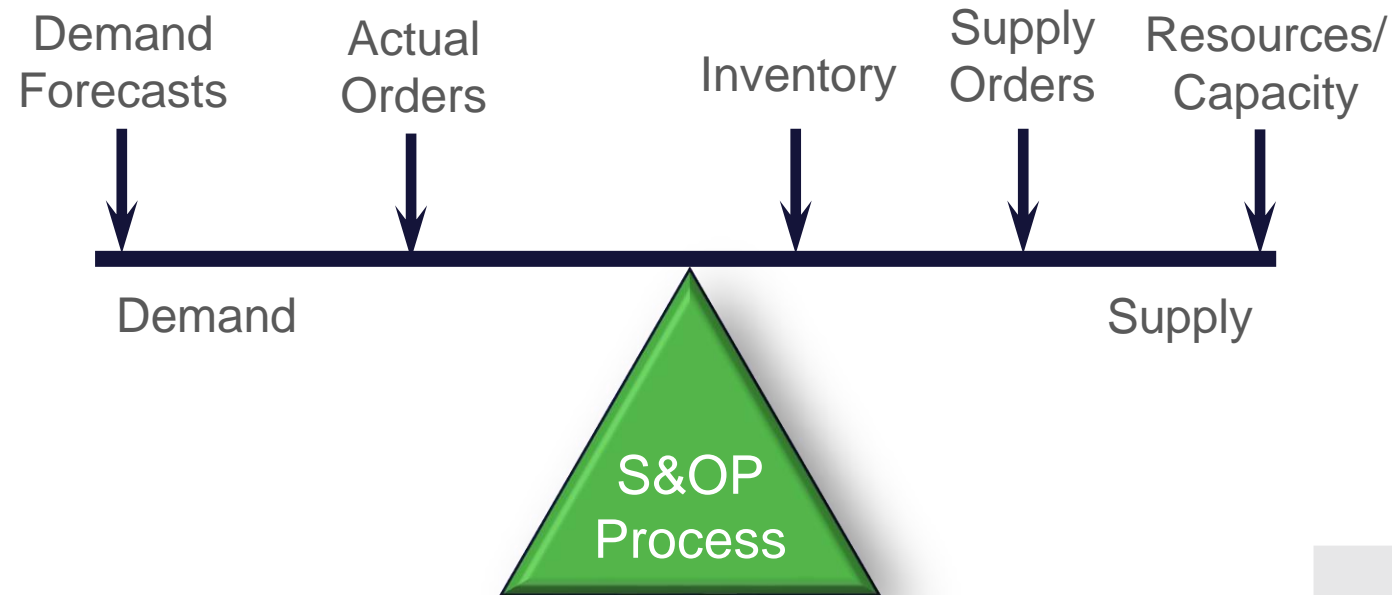 Demand
Forecasts
Actual
Orders
Inventory
Supply
Orders
Resources/
Capacity
Demand
Supply
S&OP
Process